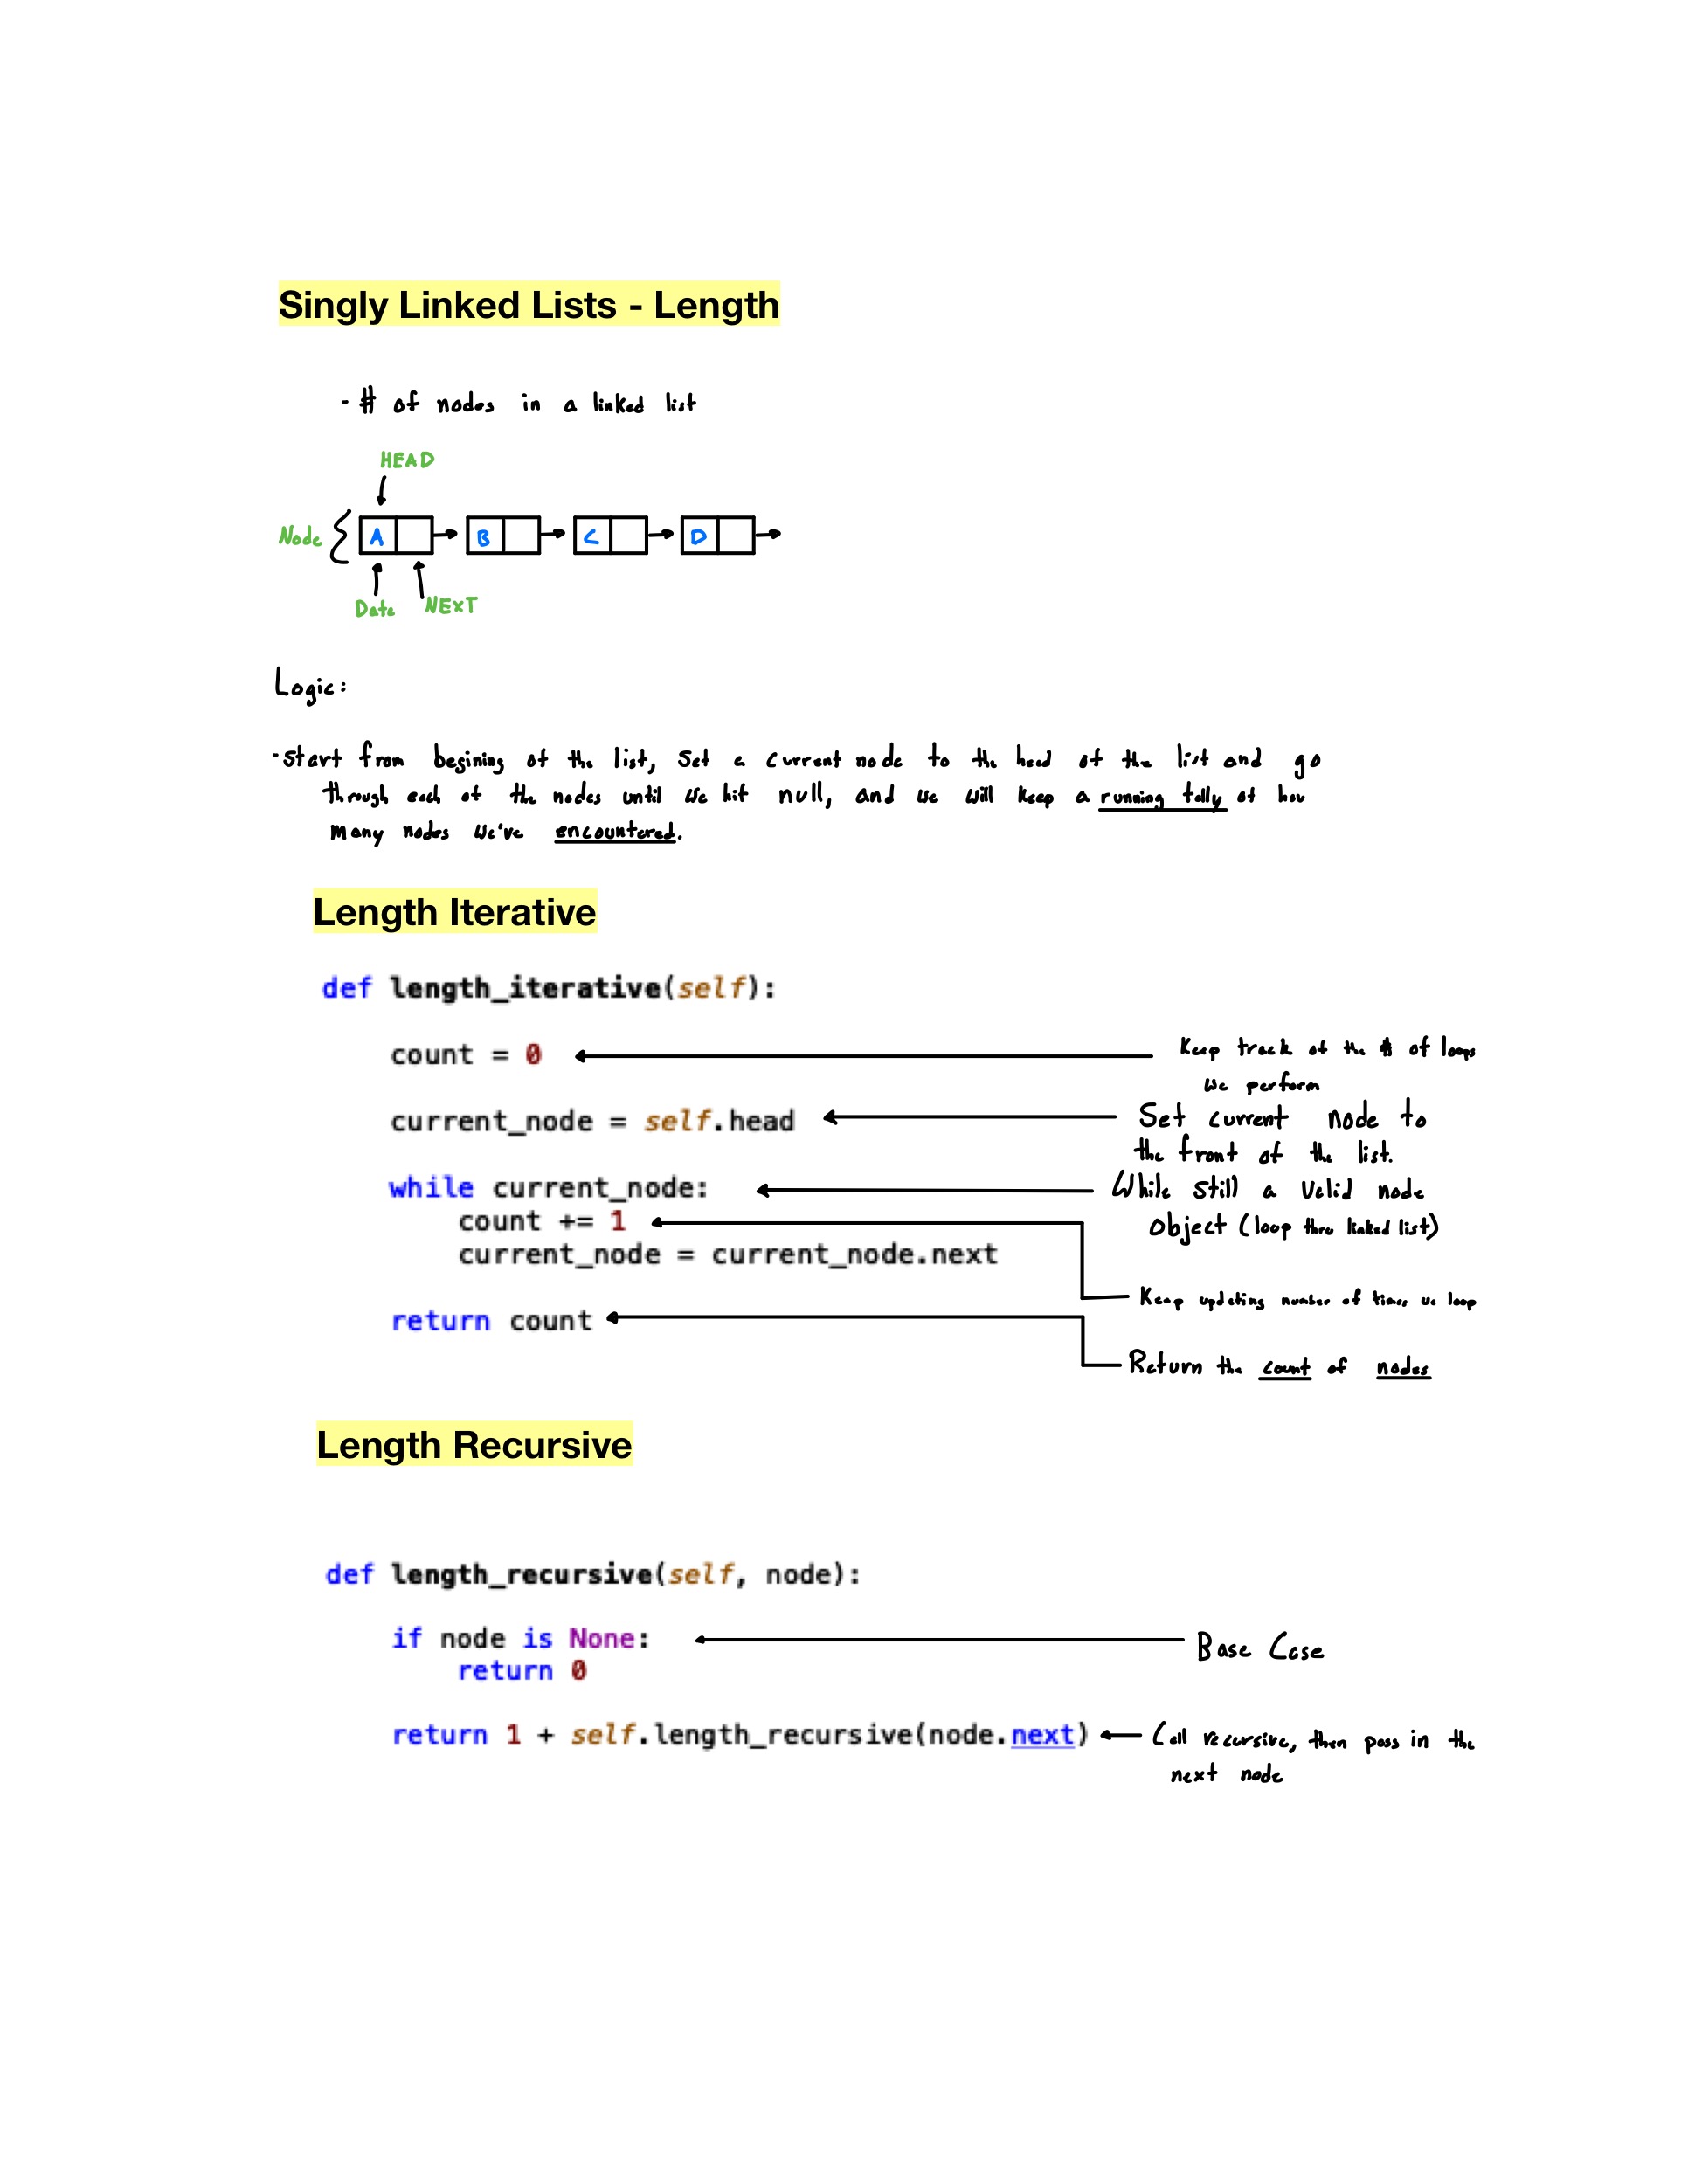 Singly Linked Lists - Length
- # of nodes in a linked list
HEAD
Node
A B C D
Date NEXT
Logic:
-start from begining of the list, set a current node to the head of the list and go
through each of the nodes until we hit null, and we will keep a running tally of how
many nodes we've encountered.
Length Iterative
def length_iterative(self):
count = 0
Keep track of the # of loops
we perform
current_node = self.head
Set current node to
the front of the list.
while current_node:
While still a valid node
object (loop thru linked list)
count += 1
current_node = current_node.next
Keep updating number of times we loop
return count
Return the count of nodes
Length Recursive
def length_recursive(self, node):
if node is None:
Base Case
return 0
return 1 + self.length_recursive(node.next)
Call recursive, then pass in the
next node